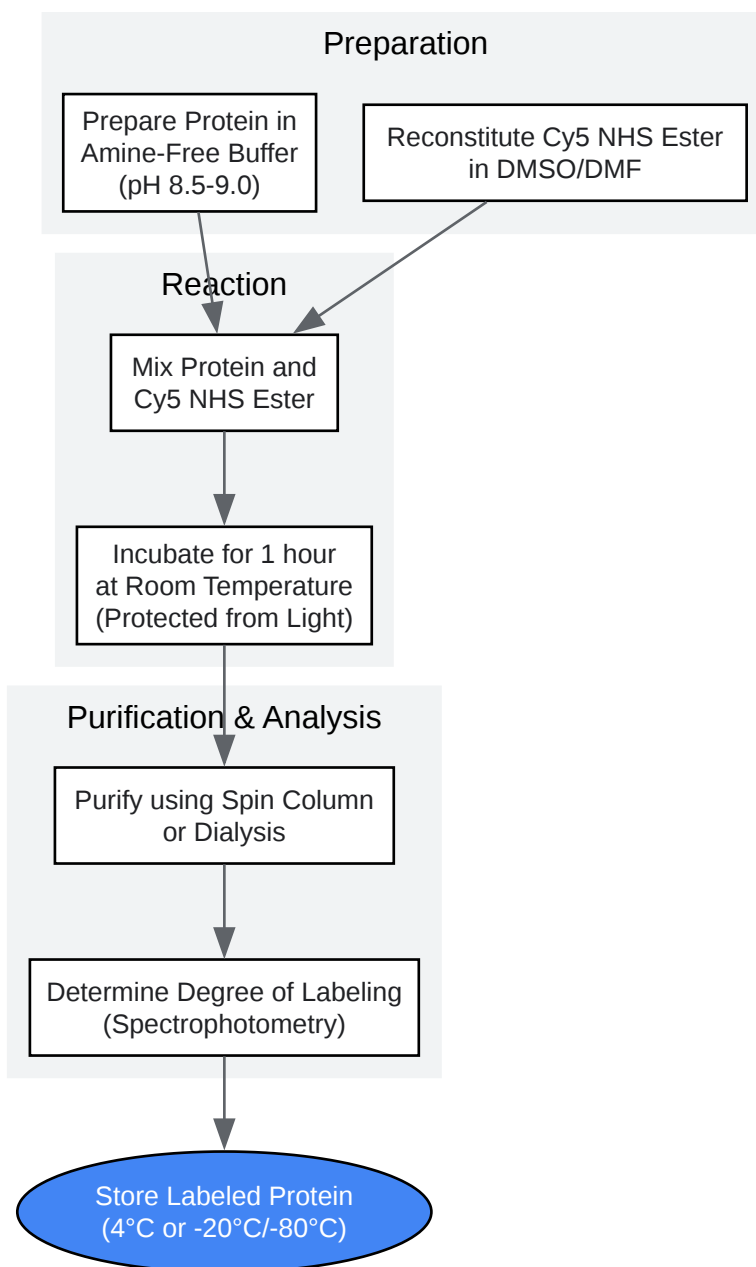 Preparation
Prepare Protein in
Amine-Free Buffer
(pH 8.5-9.0)
Reconstitute Cy5 NHS Ester
in DMSO/DMF
Reaction
Mix Protein and
Cy5 NHS Ester
Incubate for 1 hour
at Room Temperature
(Protected from Light)
Purification & Analysis
Purify using Spin Column
or Dialysis
Determine Degree of Labeling
(Spectrophotometry)
Store Labeled Protein
(4°C or -20°C/-80°C)